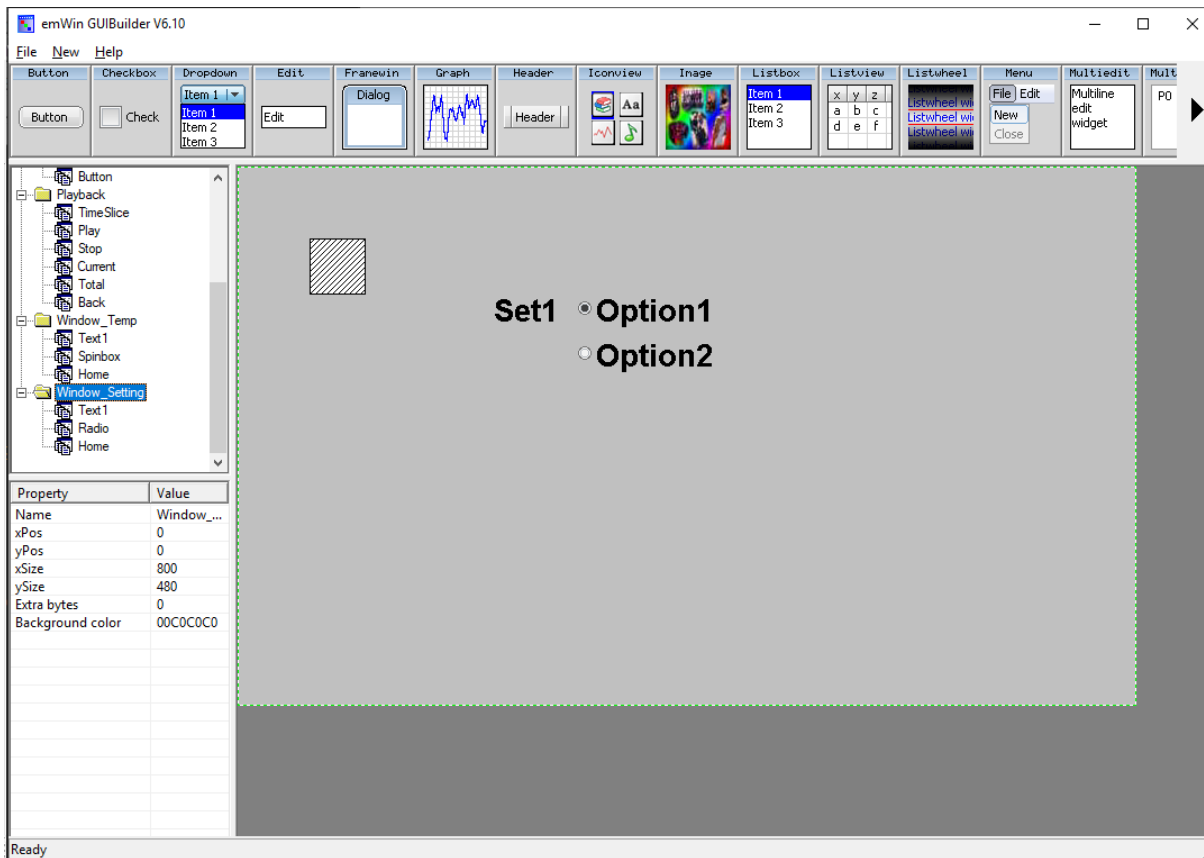 emWin GUIBuilder V6.10
File New Help
Button Checkbox Dropdown Edit Framewin Graph Header Iconview Image Listbox Listview Listwheel Menu Multiedit Mult
Button
Check
Item 1
Item 1
Item 2
Item 3
Edit
Dialog
Header
Aa
Item 1
Item 2
Item 3
x y z
a b c
d e f
Listwheel wi
Listwheel wi
Listwheel wi
File Edit
New
Close
Multiline
edit
widget
P0
Button
Playback
TimeSlice
Play
Stop
Current
Total
Back
Window_Temp
Text1
Spinbox
Home
Window_Setting
Text1
Radio
Home
Set1 Option1
Option2
Property Value
Name Window_...
xPos 0
yPos 0
xSize 800
ySize 480
Extra bytes 0
Background color 00C0C0C0
Ready